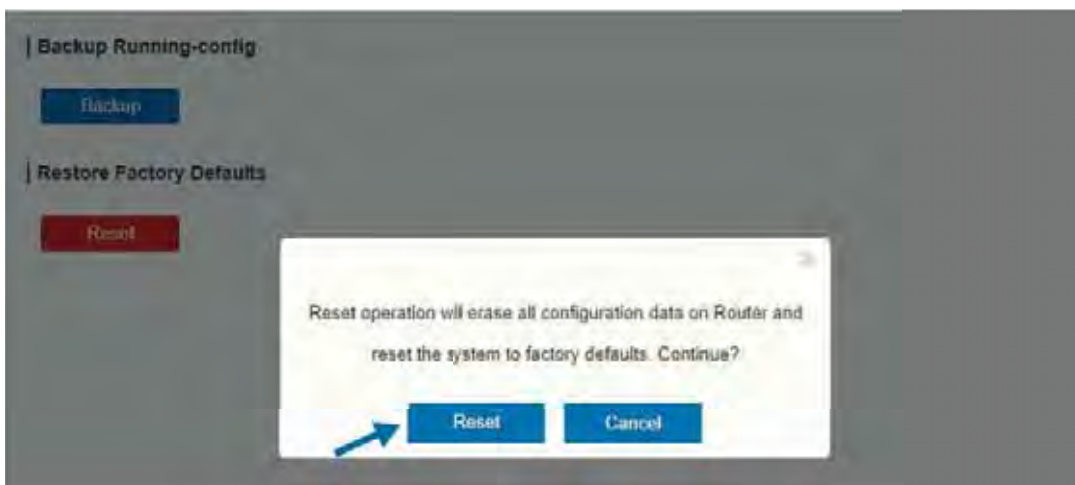 Backup Running-config
Backup
Restore Factory Defaults
Reset
Reset operation will erase all configuration data on Router and
reset the system to factory defaults. Continue?
Reset
Cancel